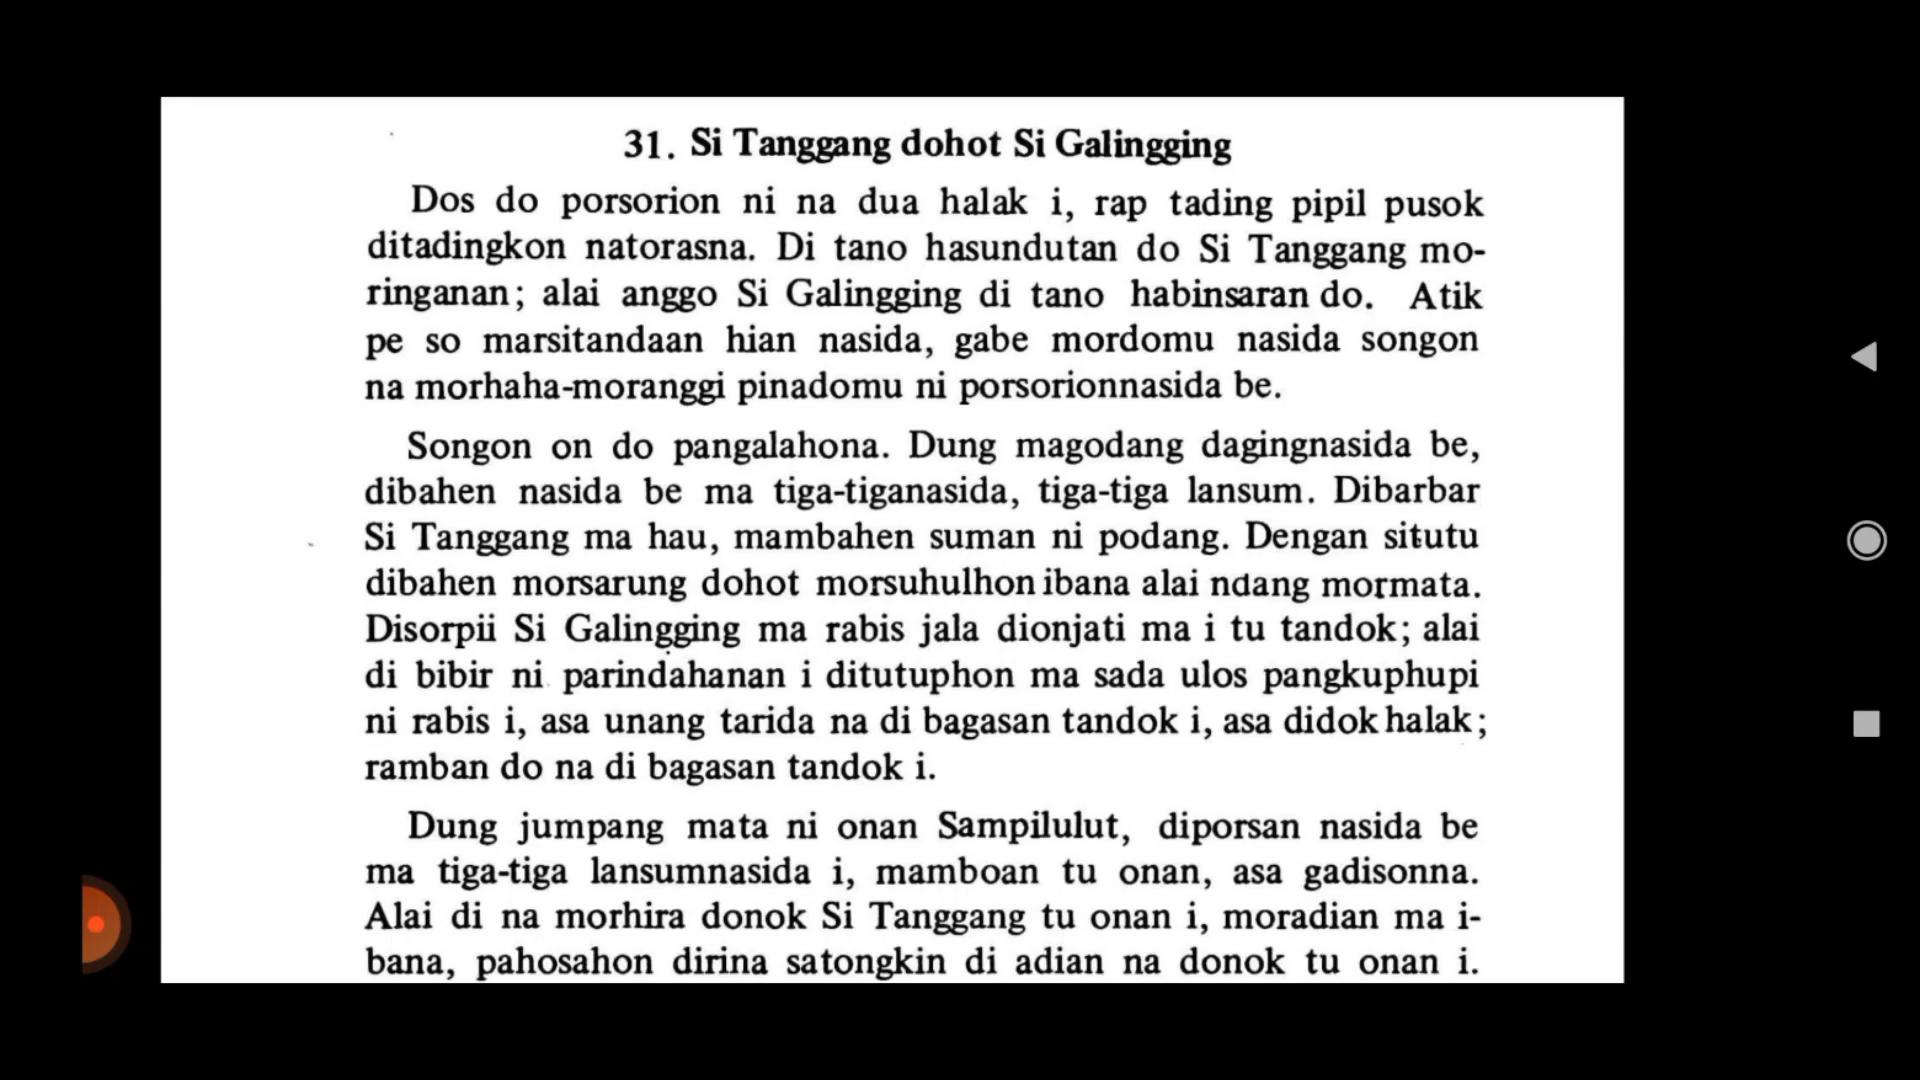 31. Si Tanggang dohot Si Galingging
Dos do porsorion ni na dua halak i, rap tading pipil pusok
ditadingkon natorasna. Di tano hasundutan do Si Tanggang mo-
ringanan; alai anggo Si Galingging di tano habinsaran do. Atik
pe so marsitandaan hian nasida, gabe mordomu nasida songon
na morhaha-moranggi pinadomu ni porsorionnasida be.
Songon on do pangalahona. Dung magodang dagingnasida be,
dibahen nasida be ma tiga-tiganasida, tiga-tiga lansum. Dibarbar
Si Tanggang ma hau, mambahen suman ni podang. Dengan situtu
dibahen morsarung dohot morsuhulhon ibana alai ndang mormata.
Disorpii Si Galingging ma rabis jala dionjati ma i tu tandok; alai
di bibir ni parindahanan i ditutuphon ma sada ulos pangkuphupi
ni rabis i, asa unang tarida na di bagasan tandok i, asa didok halak;
ramban do na di bagasan tandok i.
Dung jumpang mata ni onan Sampilulut, diporsan nasida be
ma tiga-tiga lansumnasida i, mamboan tu onan, asa gadisonna.
Alai di na morhira donok Si Tanggang tu onan i, moradian ma i-
bana, pahosahon dirina satongkin di adian na donok tu onan i.